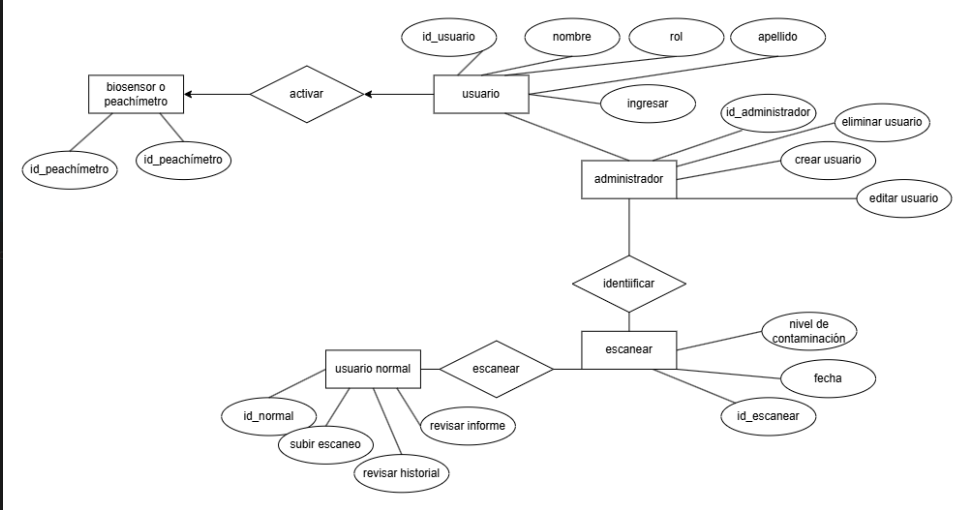 id_usuario
nombre
rol
apellido
biosensor o
peachímetro
activar
usuario
ingresar
id_administrador
eliminar usuario
id_peachímetro
id_peachímetro
crear usuario
administrador
editar usuario
identiificar
nivel de
contaminación
escanear
usuario normal
escanear
fecha
id_normal
id_escanear
revisar informe
subir escaneo
revisar historial